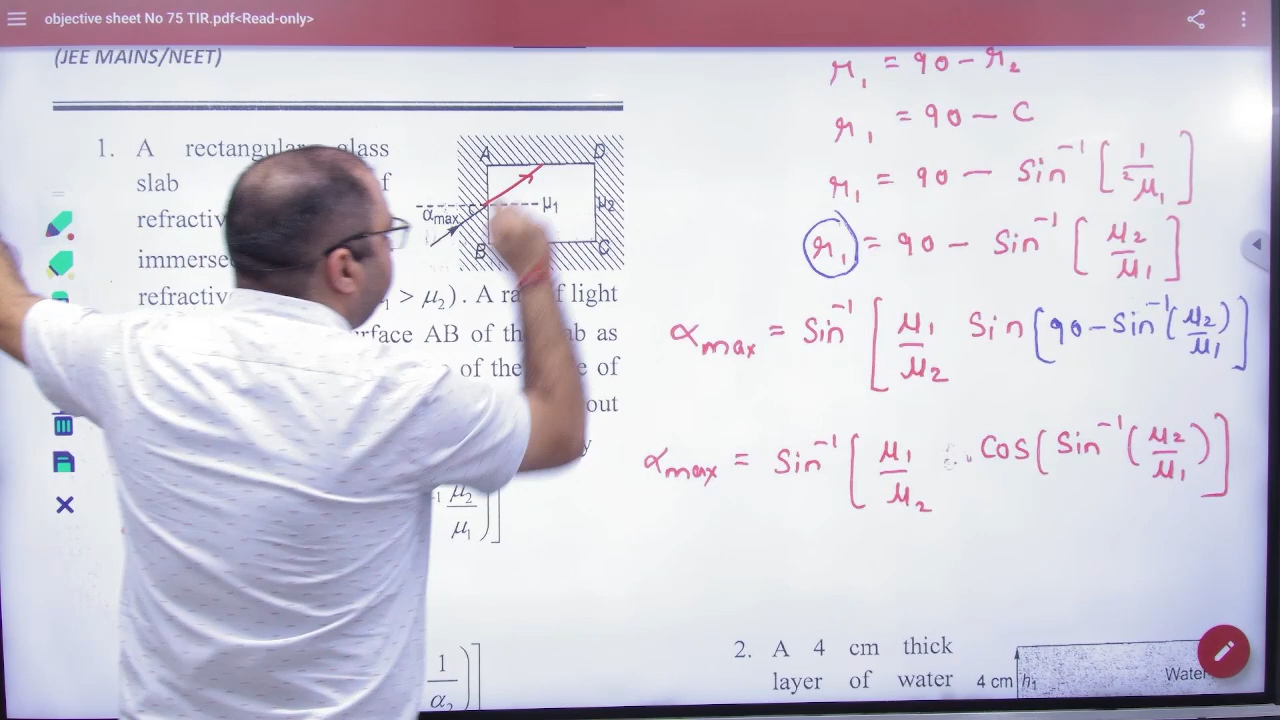 objective sheet No 75 TIR.pdf<Read-only>
(JEE MAINS/NEET)
1. A rectangular glass
slab
refractiv
immerse
refractiv > μ₂). A ra f light
rface AB of the ab as
of the e of
out
y
μ₂
μ₁
1
α₂
A D
αmax μ₁ μ₂
B C
r₁ = 90 - r₂
r₁ = 90 - C
r₁ = 90 - Sin⁻¹ [1/₂μ₁]
r₁ = 90 - Sin⁻¹ [μ₂/μ₁]
αmax = Sin⁻¹ [μ₁/μ₂ Sin(90-Sin⁻¹(μ₂/μ₁)]
αmax = Sin⁻¹ [μ₁/μ₂ . Cos(Sin⁻¹(μ₂/μ₁)]
2. A 4 cm thick
layer of water
4 cm h₁ Water